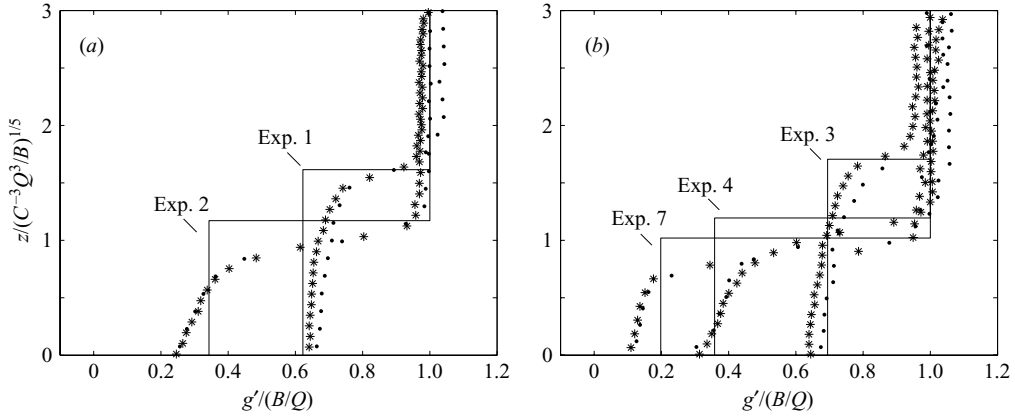 3
(a)
2
z/((C⁻³Q³/B)^1/5)
Exp. 1
Exp. 2
1
0
0 0.2 0.4 0.6 0.8 1.0 1.2
g′/(B/Q)
3
(b)
2
Exp. 3
Exp. 4
Exp. 7
1
0
0 0.2 0.4 0.6 0.8 1.0 1.2
g′/(B/Q)